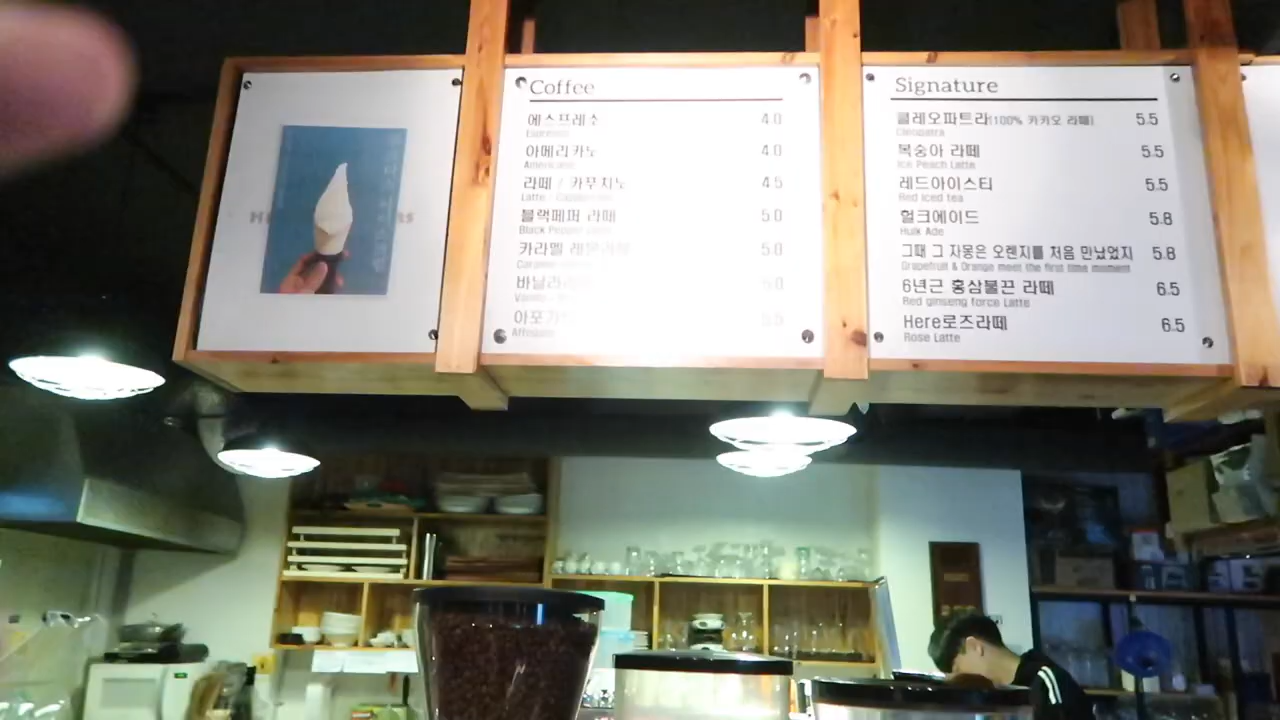 Coffee
에스프레소 4.0
Espresso
아메리카노 4.0
Americano
라떼 / 카푸치노 4.5
Latte / Cappuccino
블랙페퍼 라떼 5.0
Black Pepper
카라멜 5.0
Caramel
바닐라 5.0
Vanilla
아포가
Affogato
Signature
클레오파트라(100% 카카오 라떼) 5.5
Cleopatra
복숭아 라떼 5.5
Ice Peach Latte
레드아이스티 5.5
Red iced tea
헐크에이드 5.8
Hulk Ade
그때 그 자몽은 오렌지를 처음 만났었지 5.8
Grapefruit & Orange meet the first time moment
6년근 홍삼불끈 라떼 6.5
Red ginseng force Latte
Here로즈라떼 6.5
Rose Latte